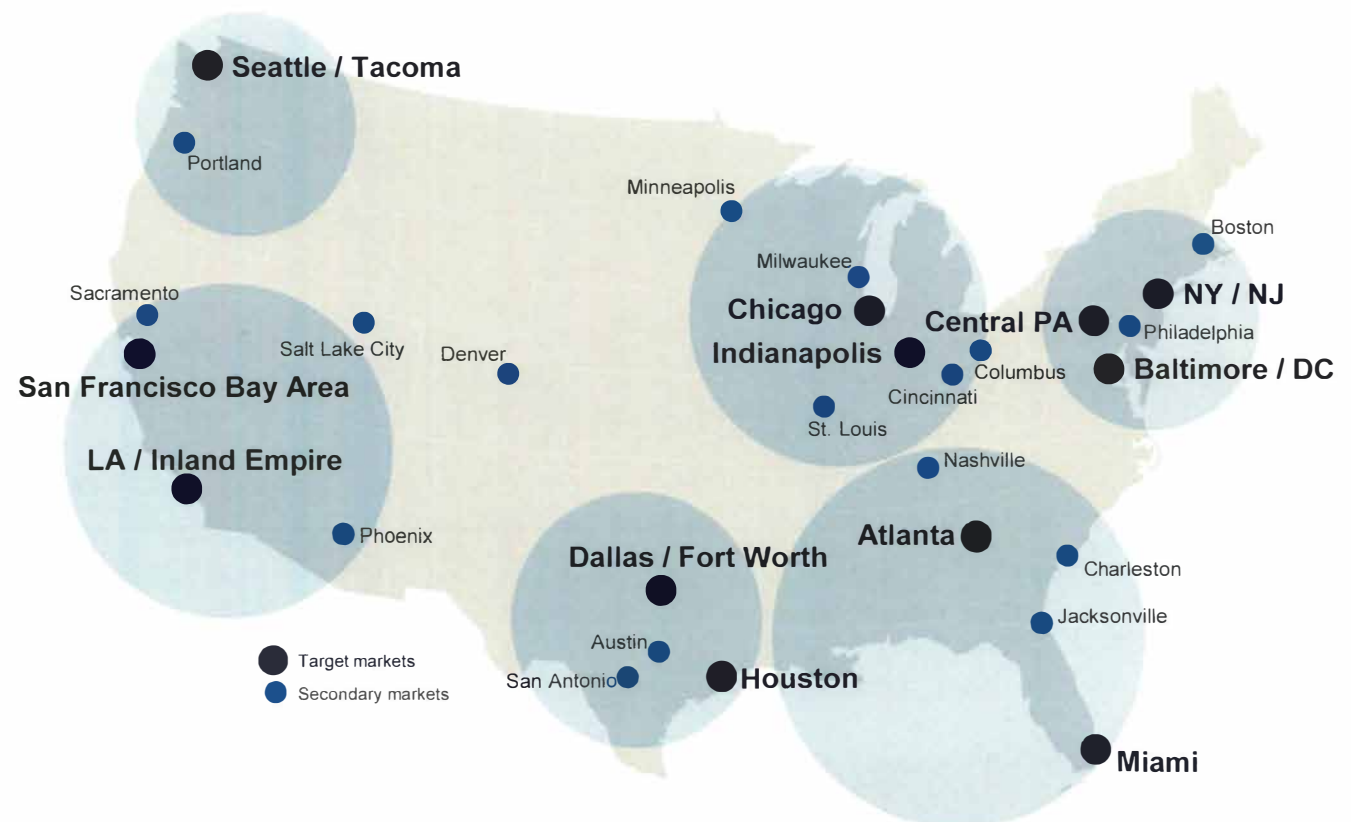 Seattle / Tacoma
Portland
Minneapolis
Boston
Milwaukee
Sacramento
NY / NJ
Chicago
Central PA
Philadelphia
Salt Lake City
Denver
Indianapolis
Columbus
Baltimore / DC
San Francisco Bay Area
Cincinnati
St. Louis
LA / Inland Empire
Nashville
Phoenix
Atlanta
Dallas / Fort Worth
Charleston
Jacksonville
Austin
Target markets
San Antonio
Houston
Secondary markets
Miami